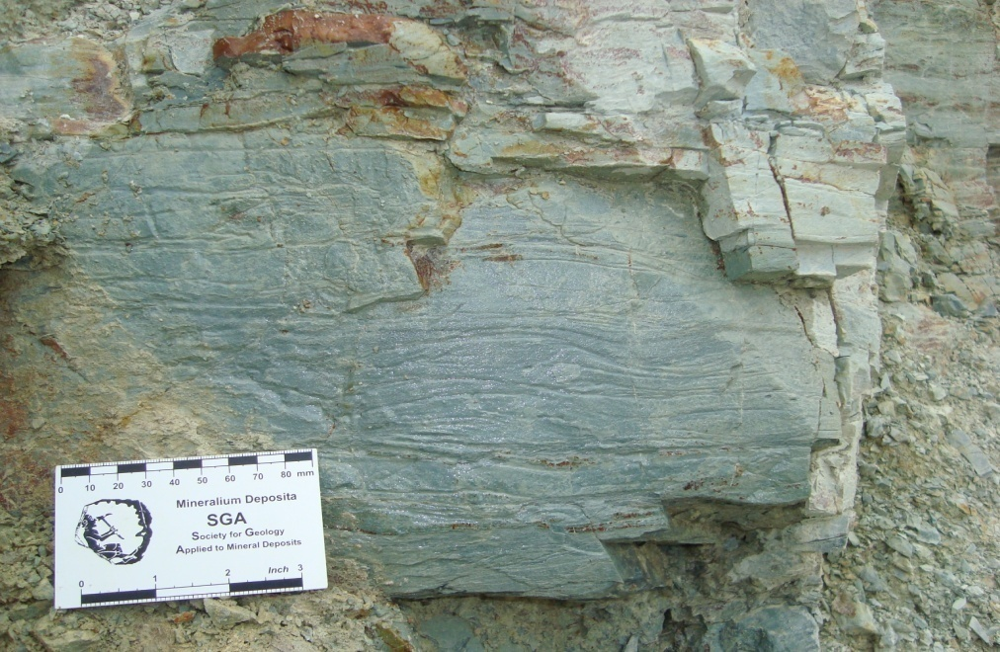 0 10 20 30 40 50 60 70 80 mm
Mineralium Deposita
SGA
Society for Geology
Applied to Mineral Deposits
Inch
0 1 2 3